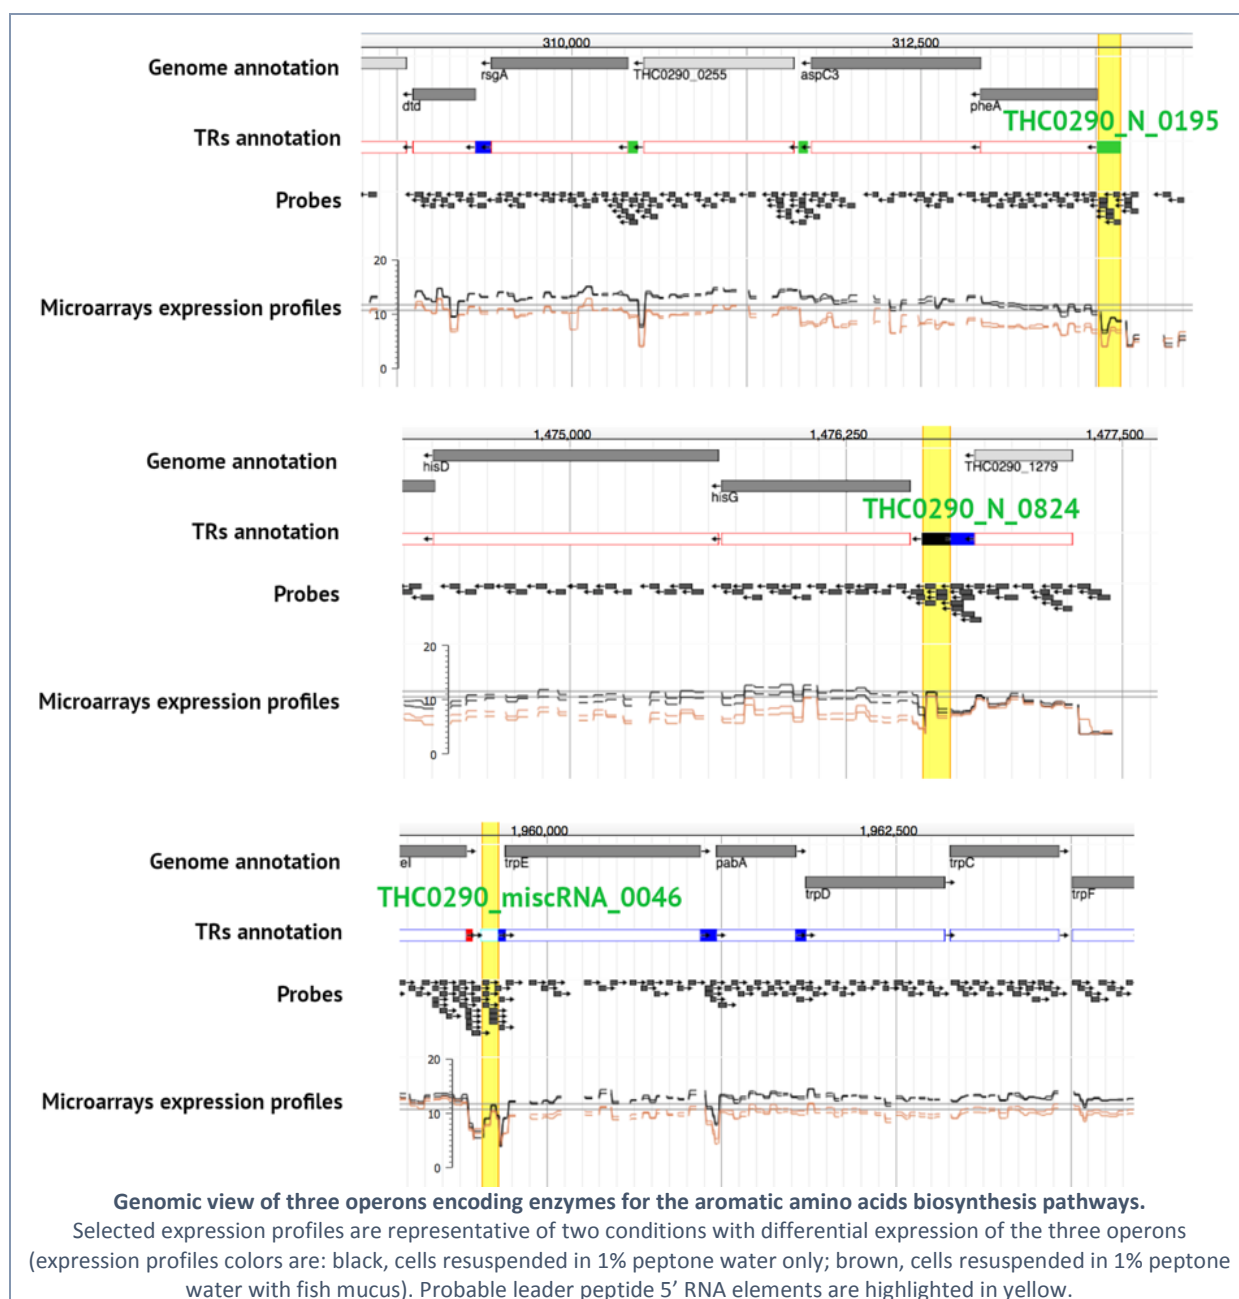 310,000 312,500
Genome annotation
rsgA THC0290_0255 aspC3
dtd pheA
THC0290_N_0195
TRs annotation
Probes
20
Microarrays expression profiles
10
0
1,475,000 1,476,250 1,477,500
Genome annotation
hisD THC0290_1279
hisG
THC0290_N_0824
TRs annotation
Probes
20
Microarrays expression profiles
10
0
1,960,000 1,962,500
Genome annotation
el trpE pabA trpC
trpD trpF
THC0290_miscRNA_0046
TRs annotation
Probes
20
Microarrays expression profiles
10
0
Genomic view of three operons encoding enzymes for the aromatic amino acids biosynthesis pathways.
Selected expression profiles are representative of two conditions with differential expression of the three operons
(expression profiles colors are: black, cells resuspended in 1% peptone water only; brown, cells resuspended in 1% peptone
water with fish mucus). Probable leader peptide 5’ RNA elements are highlighted in yellow.